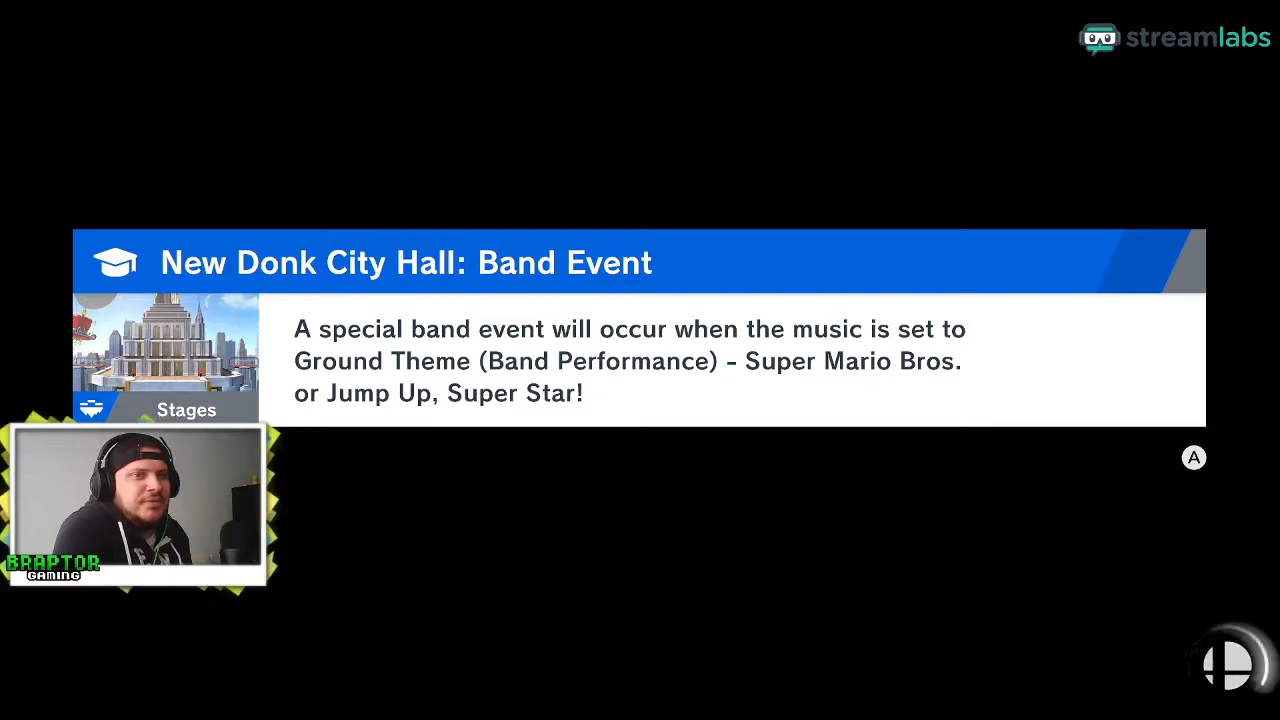 streamlabs
New Donk City Hall: Band Event
A special band event will occur when the music is set to
Ground Theme (Band Performance) - Super Mario Bros.
or Jump Up, Super Star!
Stages
A
BRAPTOR
GAMING